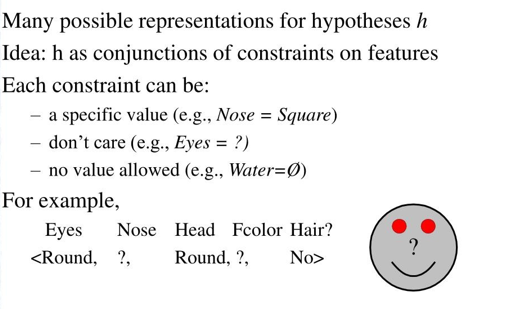 Many possible representations for hypotheses h
Idea: h as conjunctions of constraints on features
Each constraint can be:
– a specific value (e.g., Nose = Square)
– don't care (e.g., Eyes = ?)
– no value allowed (e.g., Water=Ø)
For example,
Eyes Nose Head Fcolor Hair?
<Round, ?, Round, ?, No>
?